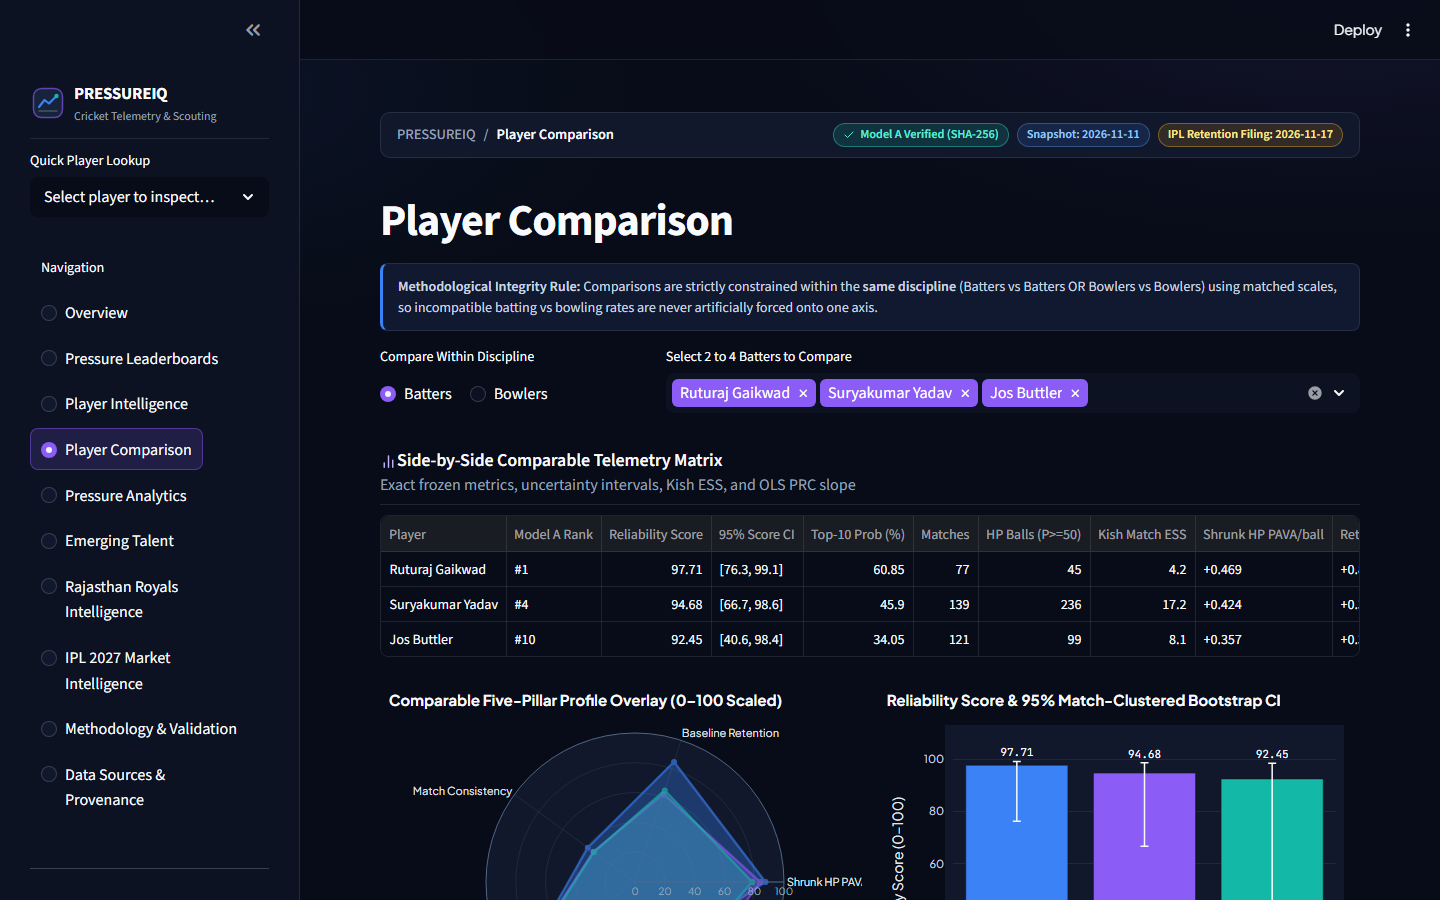 Deploy
PRESSUREIQ
Cricket Telemetry & Scouting
Quick Player Lookup
Select player to inspect...
Navigation
Overview
Pressure Leaderboards
Player Intelligence
Player Comparison
Pressure Analytics
Emerging Talent
Rajasthan Royals
Intelligence
IPL 2027 Market
Intelligence
Methodology & Validation
Data Sources &
Provenance
PRESSUREIQ / Player Comparison
Model A Verified (SHA-256)
Snapshot: 2026-11-11
IPL Retention Filing: 2026-11-17
Player Comparison
Methodological Integrity Rule: Comparisons are strictly constrained within the same discipline (Batters vs Batters OR Bowlers vs Bowlers) using matched scales,
so incompatible batting vs bowling rates are never artificially forced onto one axis.
Compare Within Discipline
Batters Bowlers
Select 2 to 4 Batters to Compare
Ruturaj Gaikwad Suryakumar Yadav Jos Buttler
Side-by-Side Comparable Telemetry Matrix
Exact frozen metrics, uncertainty intervals, Kish ESS, and OLS PRC slope
Player Model A Rank Reliability Score 95% Score CI Top-10 Prob (%) Matches HP Balls (P>=50) Kish Match ESS Shrunk HP PAVA/ball Ret
Ruturaj Gaikwad #1 97.71 [76.3, 99.1] 60.85 77 45 4.2 +0.469 +0.
Suryakumar Yadav #4 94.68 [66.7, 98.6] 45.9 139 236 17.2 +0.424 +0.
Jos Buttler #10 92.45 [40.6, 98.4] 34.05 121 99 8.1 +0.357 +0.
Comparable Five-Pillar Profile Overlay (0-100 Scaled)
Baseline Retention
Match Consistency
Shrunk HP PAV
0 20 40 60 80 100
Reliability Score & 95% Match-Clustered Bootstrap CI
97.71 94.68 92.45
100
80
60
y Score (0-100)